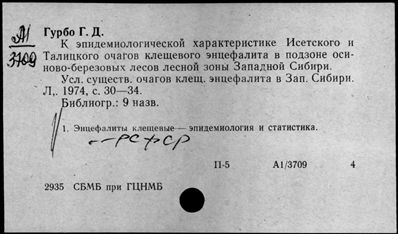 А1
3709
Гурбо Г. Д.
К эпидемиологической характеристике Исетского и
Талицкого очагов клещевого энцефалита в подзоне оси-
ново-березовых лесов лесной зоны Западной Сибири.
Усл. существ. очагов клещ. энцефалита в Зап. Сибири.
Л,. 1974, с. 30—34.
Библиогр.: 9 назв.
1. Энцефалиты клещевые — эпидемиология и статистика.
--РСФСР
П-5 А1/3709 4
2935 СБМБ при ГЦНМБ